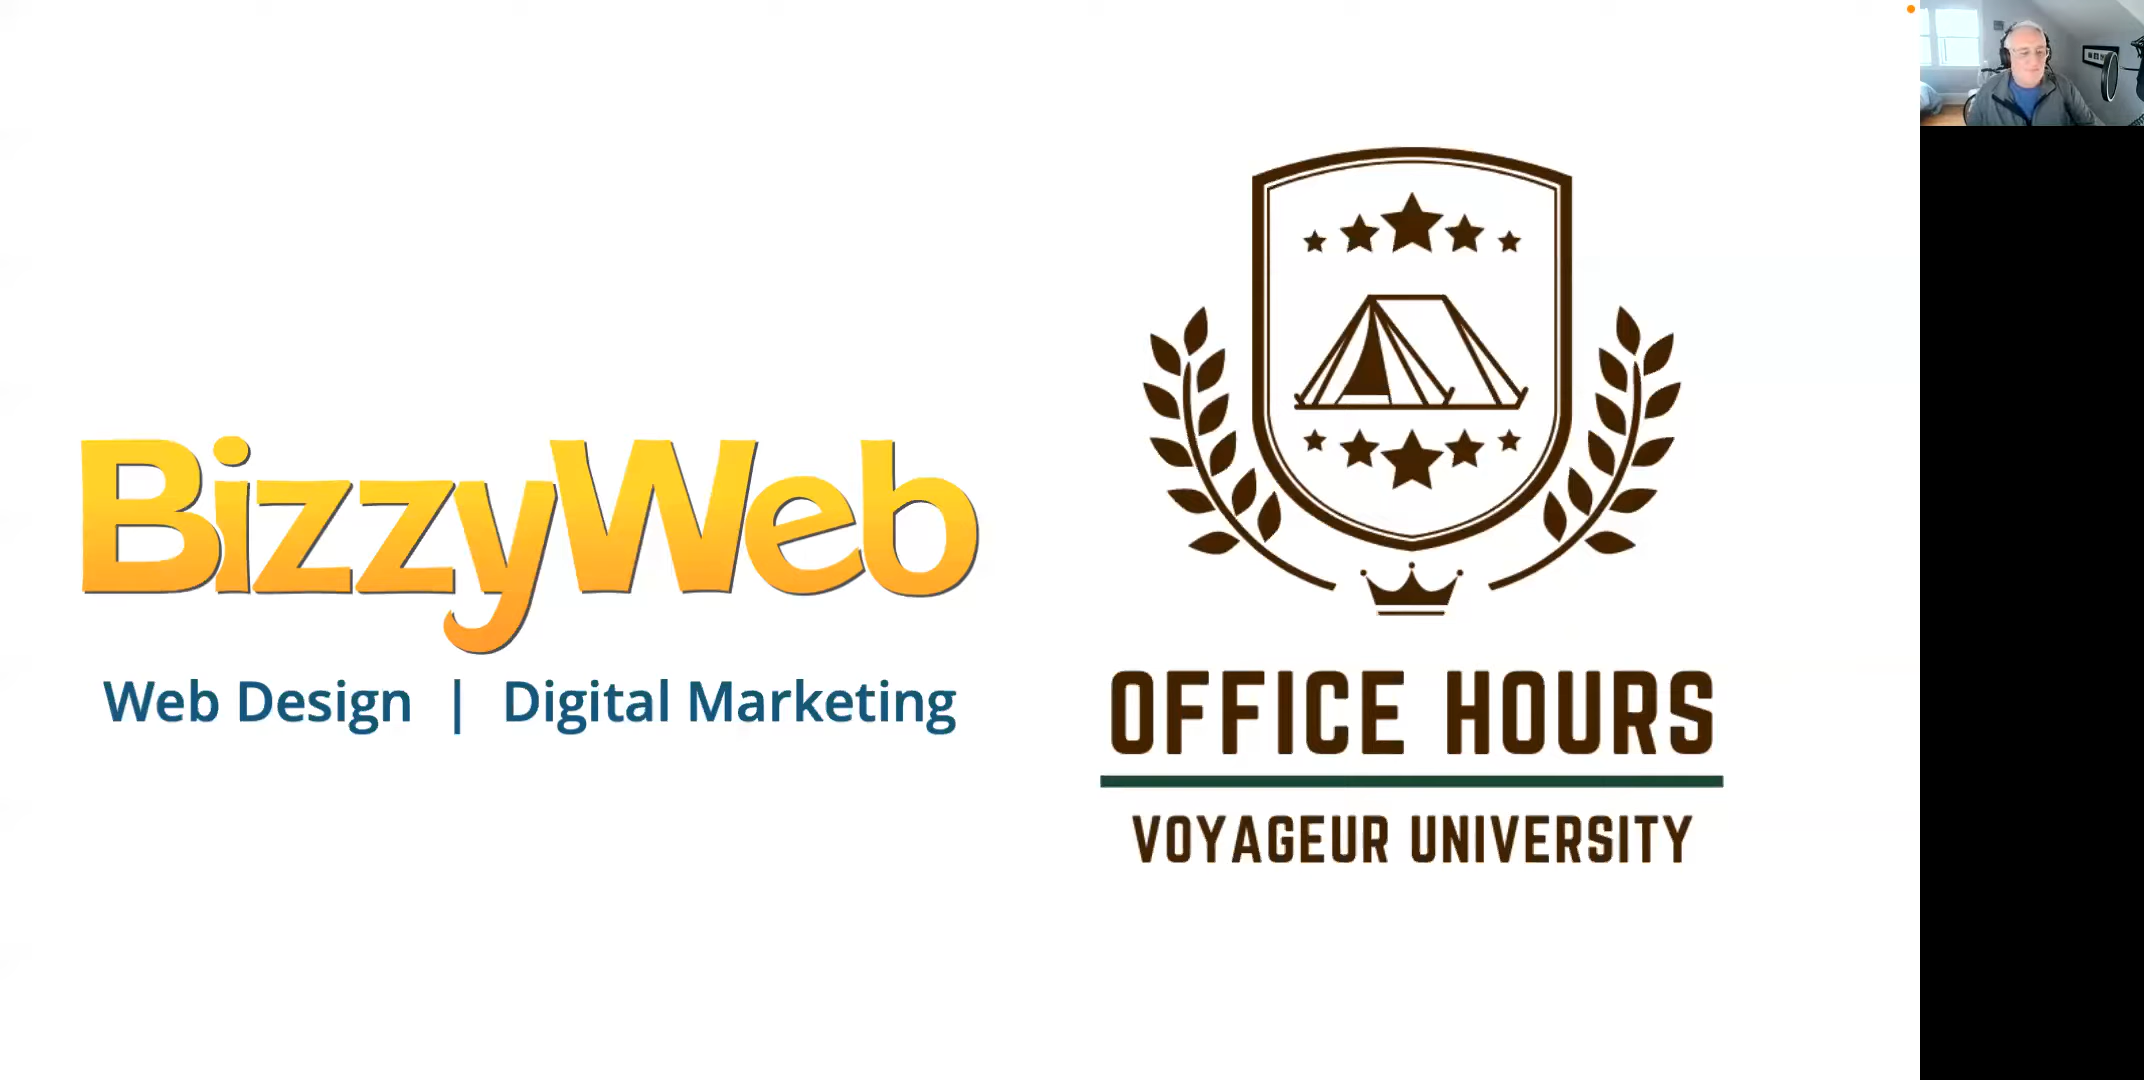 BizzyWeb
Web Design | Digital Marketing
OFFICE HOURS
VOYAGEUR UNIVERSITY